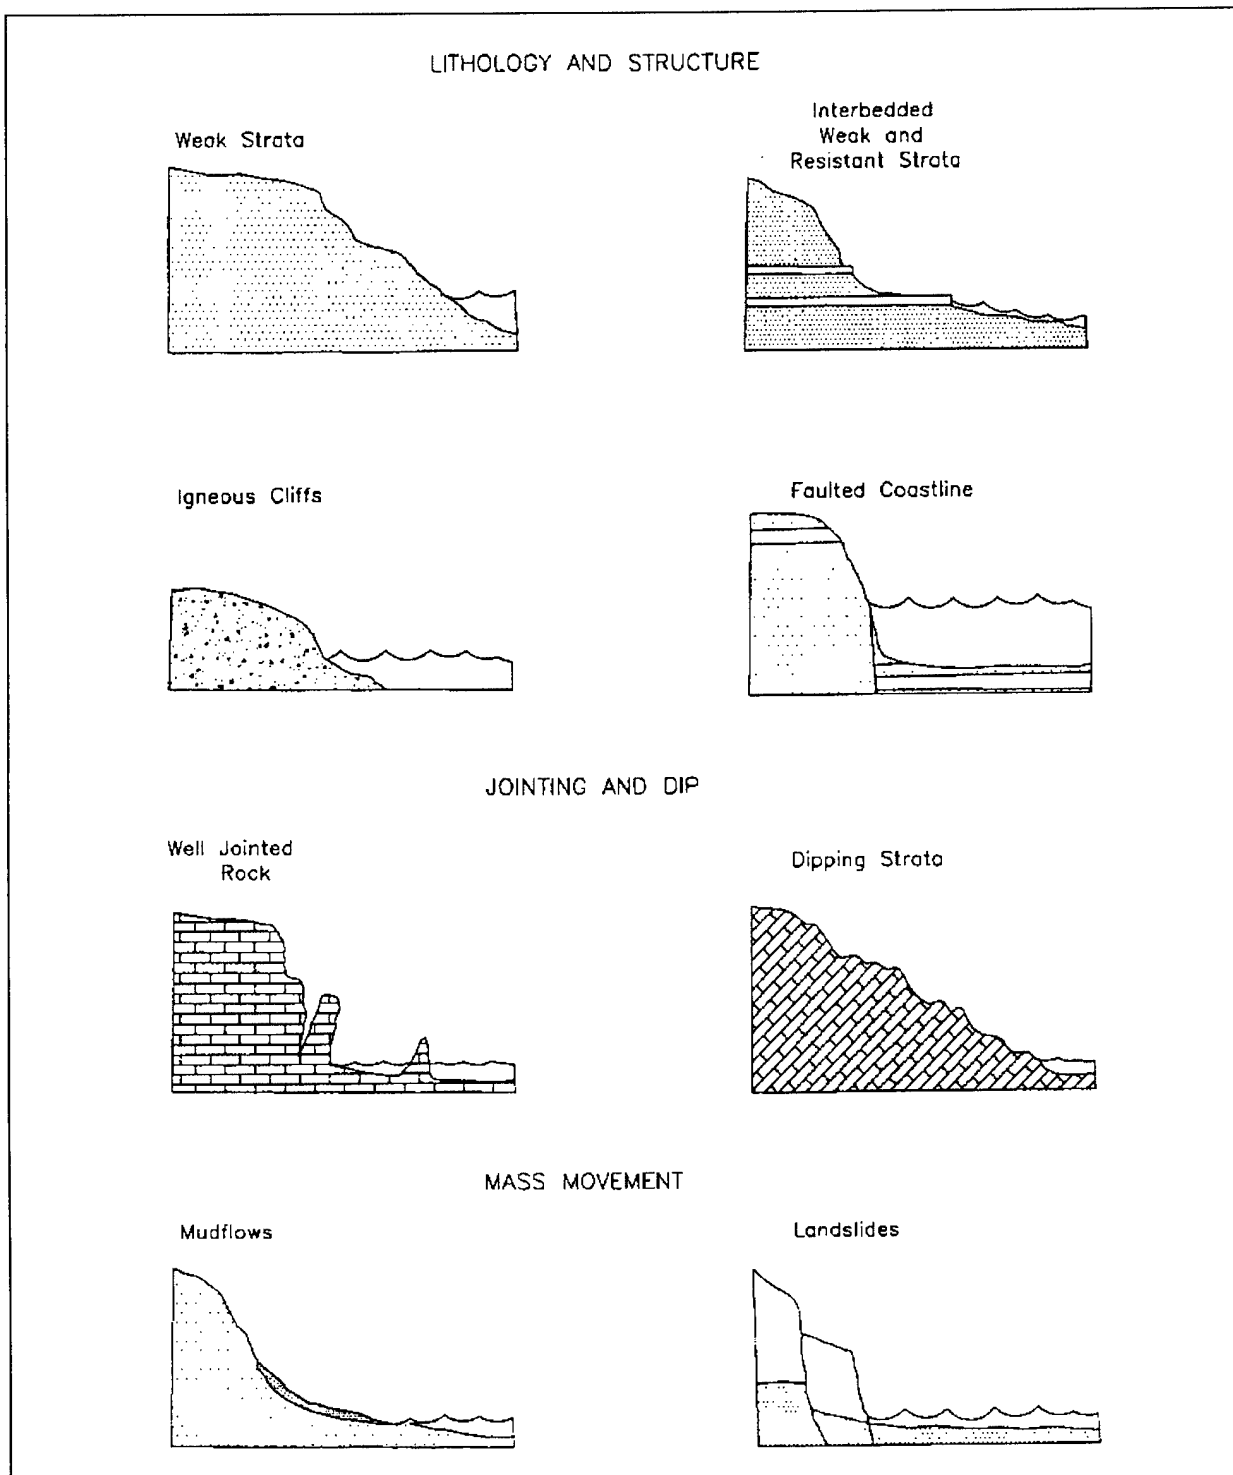 LITHOLOGY AND STRUCTURE
Weak Strata
Interbedded
Weak and
Resistant Strata
Igneous Cliffs
Faulted Coastline
JOINTING AND DIP
Well Jointed
Rock
Dipping Strata
MASS MOVEMENT
Mudflows
Landslides